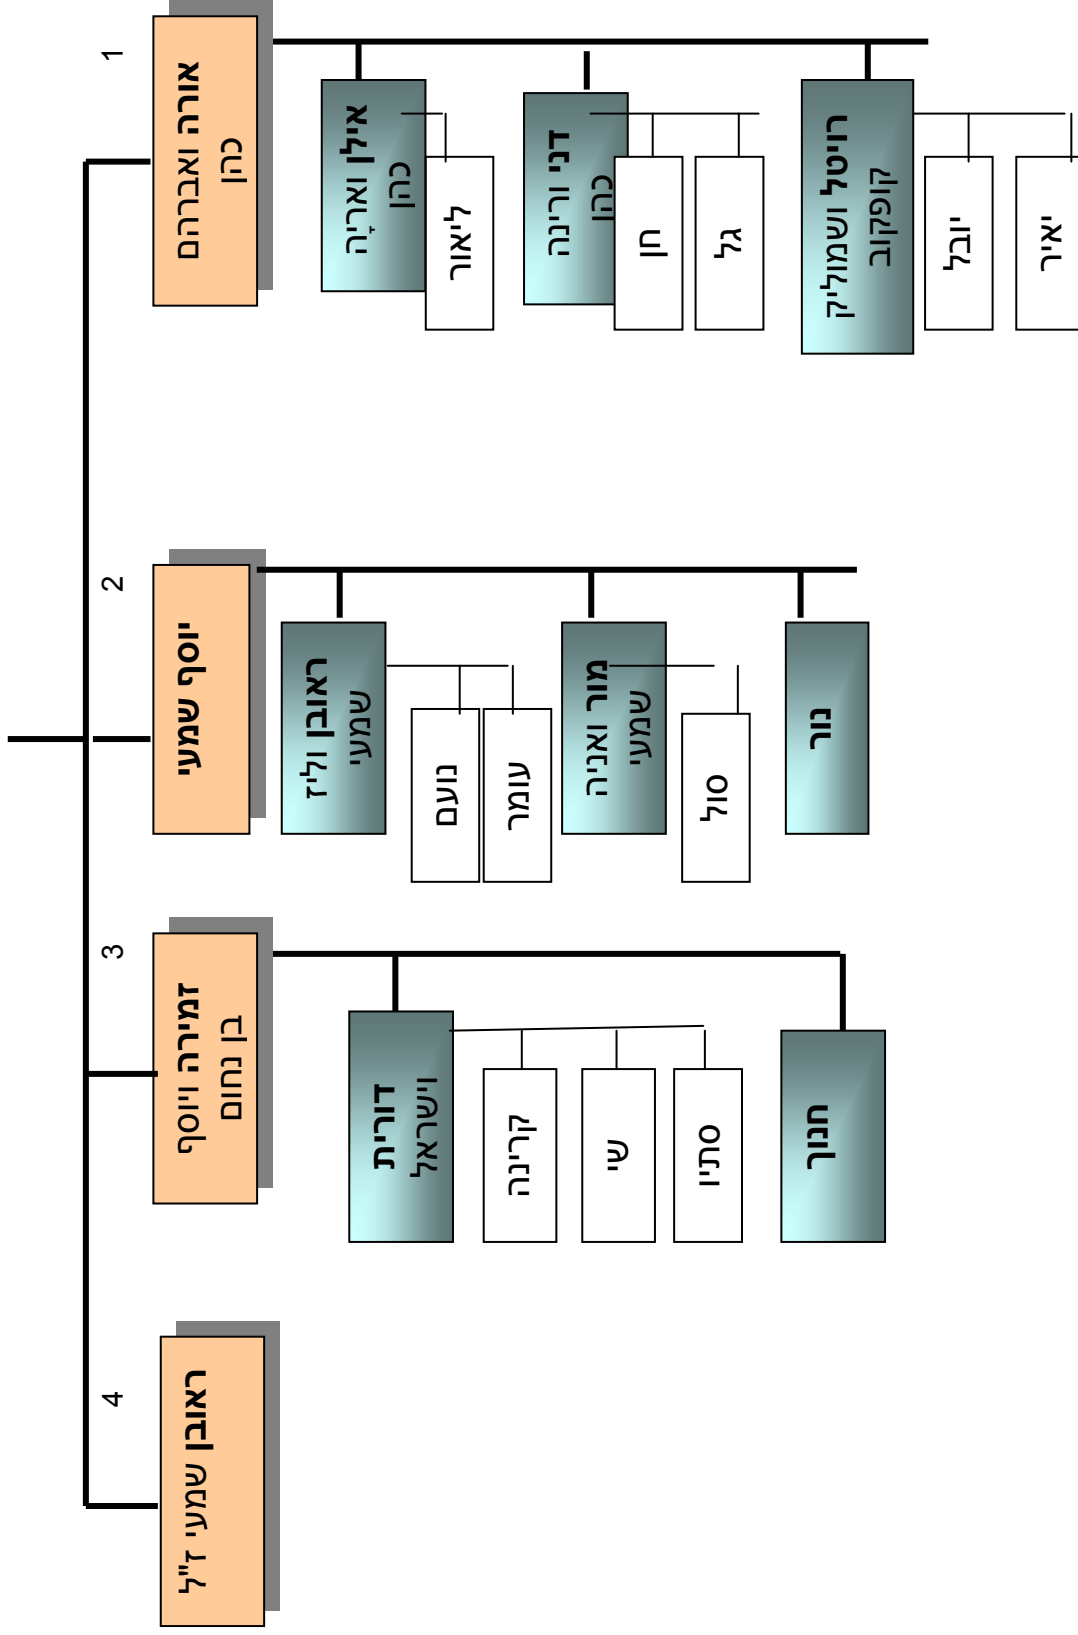 1
אורה ואברהם
כהן
אילן ואריָה
כהן
ליאור
דני ורינה
כהן
חן
גל
רויטל ושמוליק
קופקוב
יובל
יאיר
2
יוסף שמעי
ראובן וליז
שמעי
נועם
עומר
מור ואניה
שמעי
סול
נור
3
זמירה ויוסף
בן נחום
דורית
וישראל
קרינה
שי
סתיו
חנוך
4
ראובן שמעי ז"ל